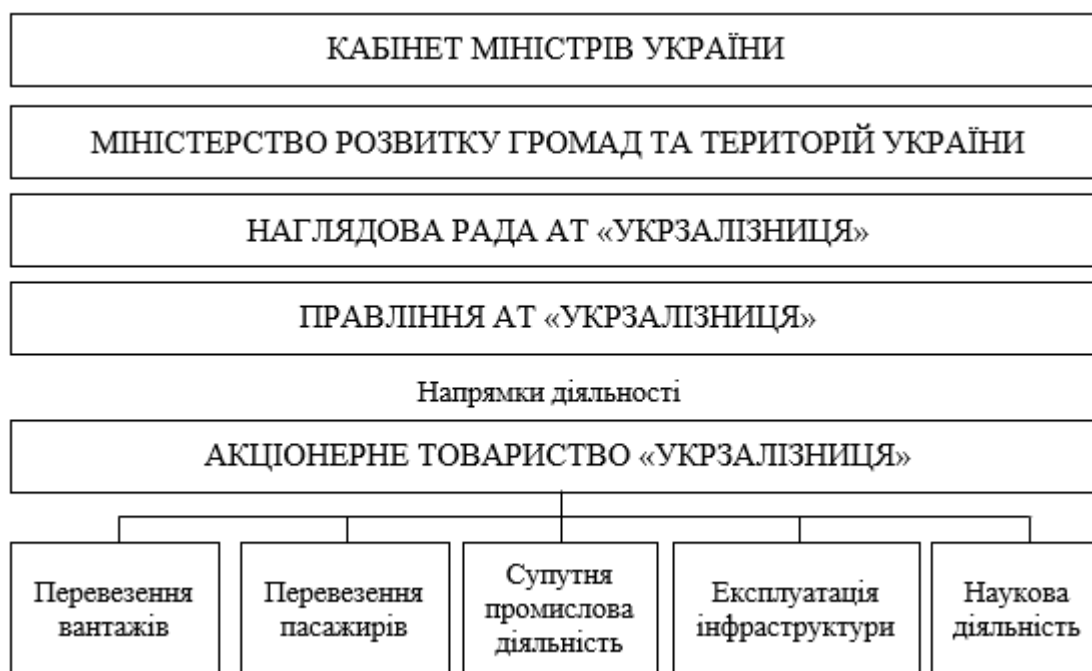 КАБІНЕТ МІНІСТРІВ УКРАЇНИ
МІНІСТЕРСТВО РОЗВИТКУ ГРОМАД ТА ТЕРИТОРІЙ УКРАЇНИ
НАГЛЯДОВА РАДА АТ «УКРЗАЛІЗНИЦЯ»
ПРАВЛІННЯ АТ «УКРЗАЛІЗНИЦЯ»
Напрямки діяльності
АКЦІОНЕРНЕ ТОВАРИСТВО «УКРЗАЛІЗНИЦЯ»
Перевезення
вантажів
Перевезення
пасажирів
Супутня
промислова
діяльність
Експлуатація
інфраструктури
Наукова
діяльність